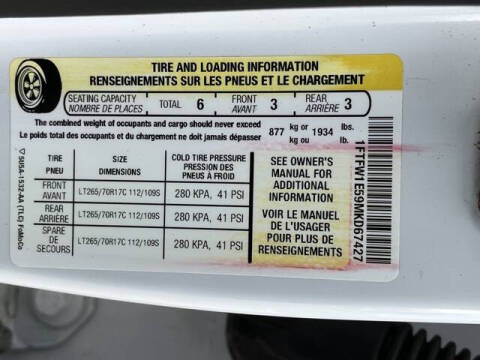 TIRE AND LOADING INFORMATION
RENSEIGNEMENTS SUR LES PNEUS ET LE CHARGEMENT
SEATING CAPACITY
NOMBRE DE PLACES
TOTAL 6
FRONT
AVANT
3
REAR
ARRIÈRE
3
The combined weight of occupants and cargo should never exceed
Le poids total des occupants et du chargement ne doit jamais dépasser
877 kg or 1934 lbs.
kg ou lb.
TIRE
PNEU
SIZE
DIMENSIONS
COLD TIRE PRESSURE
PRESSION DES
PNEUS A FROID
FRONT
AVANT
LT265/70R17C 112/109S
280 KPA, 41 PSI
REAR
ARRIÈRE
LT265/70R17C 112/109S
280 KPA, 41 PSI
SPARE
DE
SECOURS
LT265/70R17C 112/109S
280 KPA, 41 PSI
SEE OWNER'S
MANUAL FOR
ADDITIONAL
INFORMATION
VOIR LE MANUEL
DE L'USAGER
POUR PLUS DE
RENSEIGNEMENTS
1FTFW1E59MKD67427
5U5A-1532-AA (TLC) FoMoCo